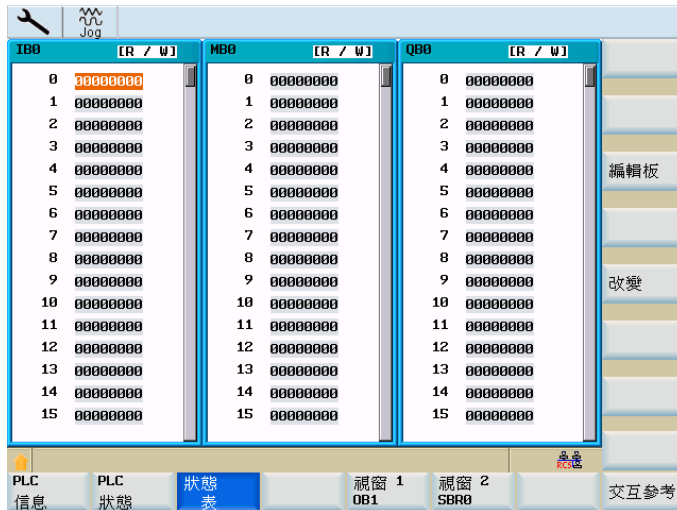 Jog
IB0 [R / W] MB0 [R / W] QB0 [R / W]
0 00000000 0 00000000 0 00000000
1 00000000 1 00000000 1 00000000
2 00000000 2 00000000 2 00000000
3 00000000 3 00000000 3 00000000
4 00000000 4 00000000 4 00000000
編輯板
5 00000000 5 00000000 5 00000000
6 00000000 6 00000000 6 00000000
7 00000000 7 00000000 7 00000000
8 00000000 8 00000000 8 00000000
9 00000000 9 00000000 9 00000000
改變
10 00000000 10 00000000 10 00000000
11 00000000 11 00000000 11 00000000
12 00000000 12 00000000 12 00000000
13 00000000 13 00000000 13 00000000
14 00000000 14 00000000 14 00000000
15 00000000 15 00000000 15 00000000
RCS
PLC
信息
PLC
狀態
狀態
表
視窗 1
OB1
視窗 2
SBR0
交互參考